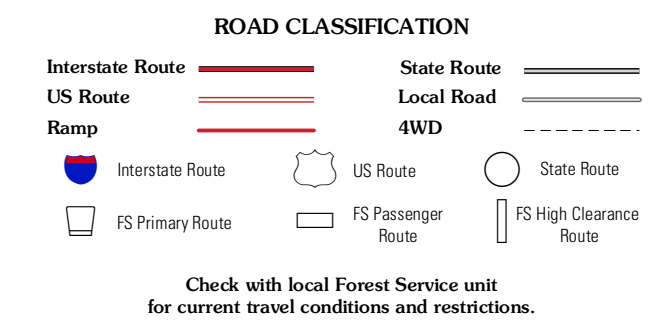 ROAD CLASSIFICATION
Interstate Route
State Route
US Route
Local Road
Ramp
4WD
Interstate Route
US Route
State Route
FS Primary Route
FS Passenger
Route
FS High Clearance
Route
Check with local Forest Service unit
for current travel conditions and restrictions.